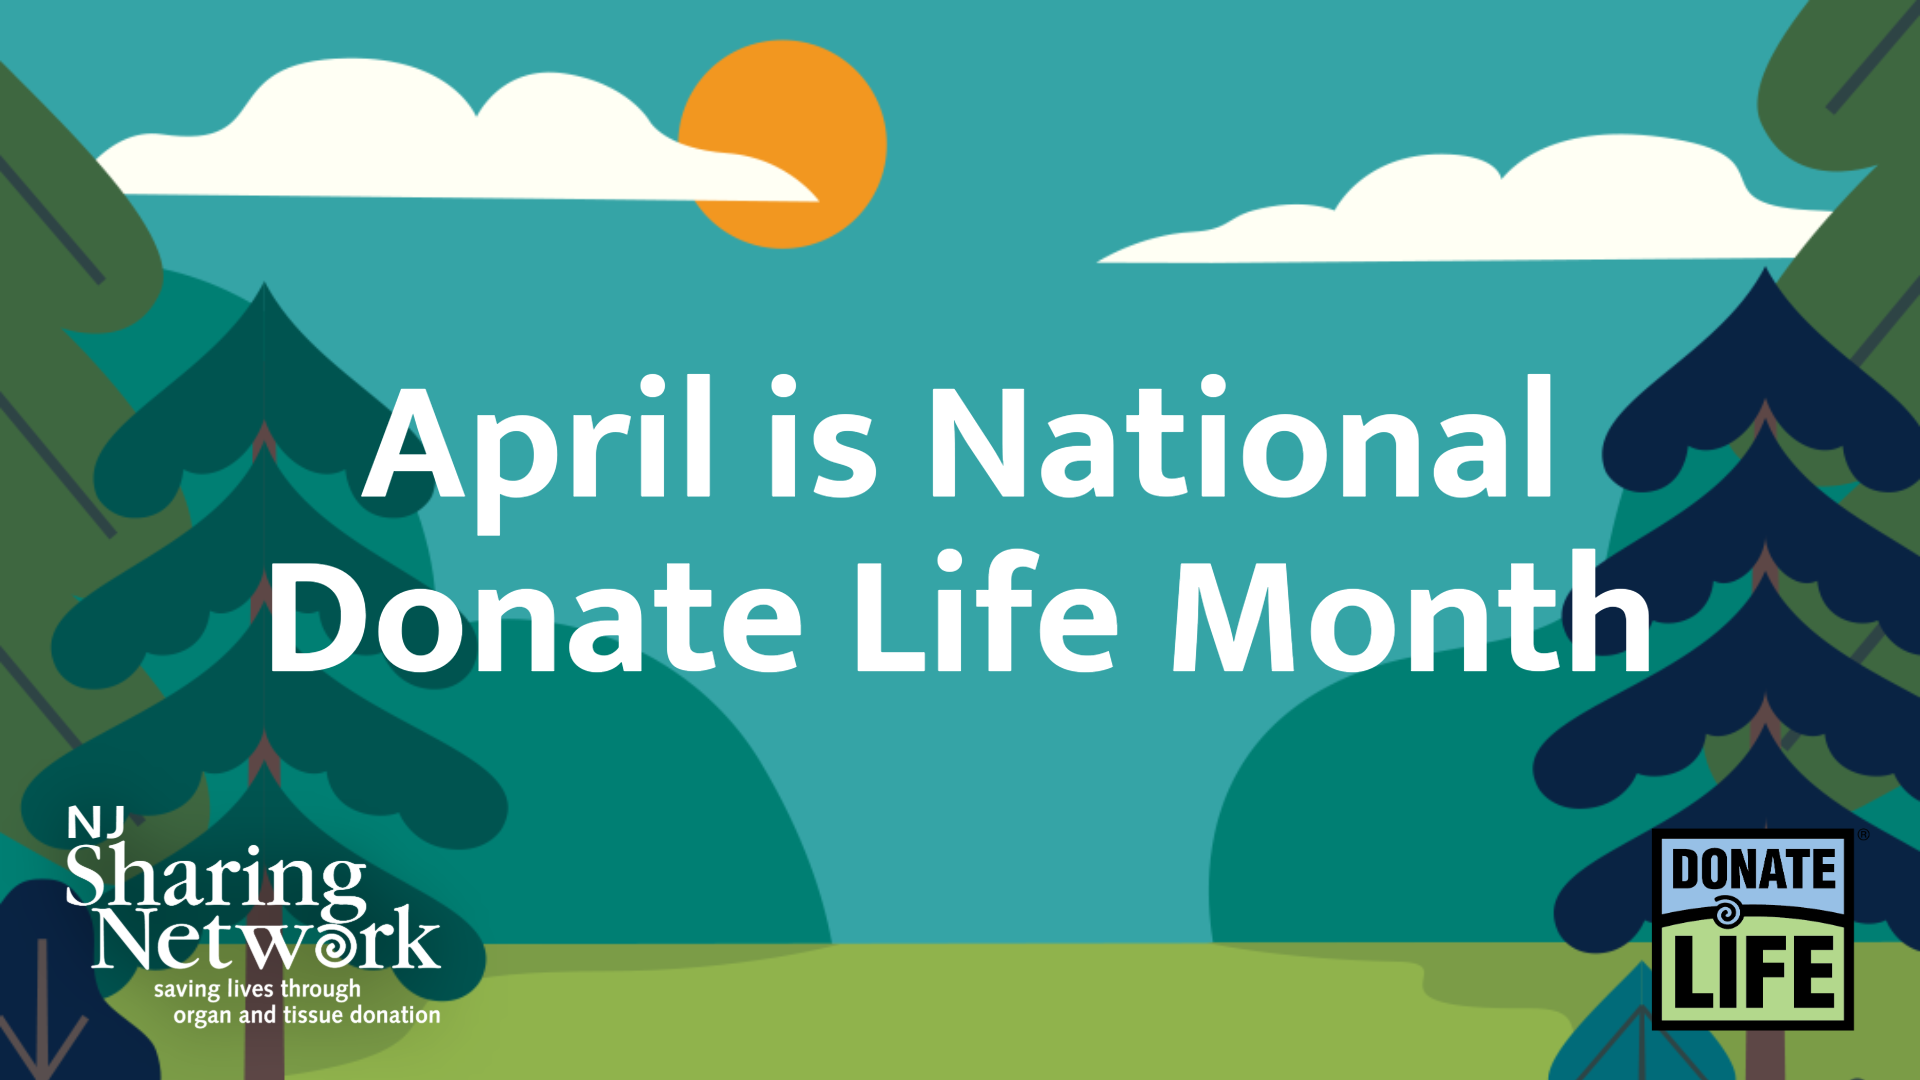 April is National
Donate Life Month
NJ
Sharing
Network
saving lives through
organ and tissue donation
DONATE
LIFE
®